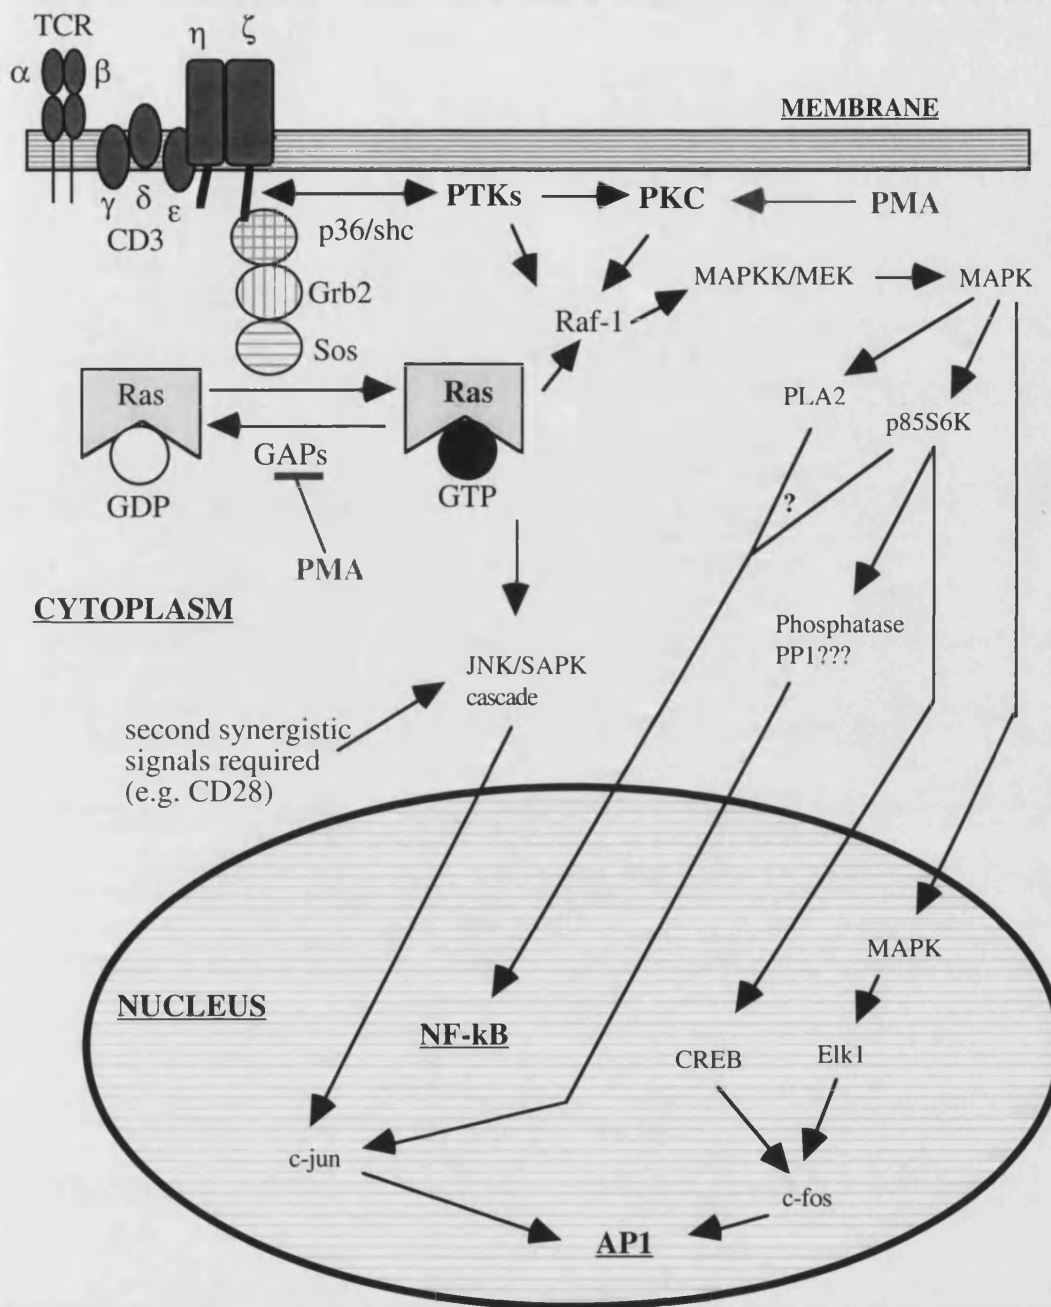 TCR
η
ζ
α
β
MEMBRANE
γ
δ
ε
CD3
p36/shc
PTKs
PKC
PMA
Grb2
Sos
MAPKK/MEK
MAPK
Raf-1
Ras
Ras
PLA2
p85S6K
GAPs
GDP
GTP
?
PMA
CYTOPLASM
Phosphatase
PP1???
JNK/SAPK
cascade
second synergistic
signals required
(e.g. CD28)
MAPK
NUCLEUS
NF-kB
CREB
Elk1
c-jun
c-fos
AP1